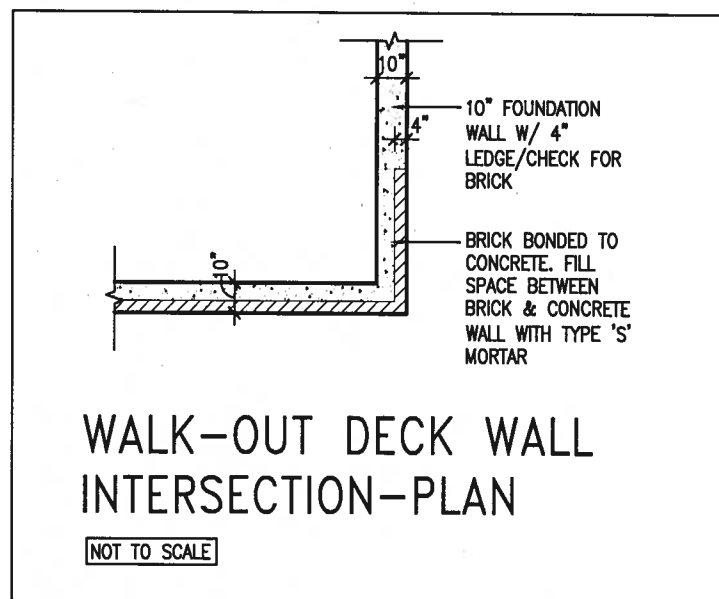 10"
10" FOUNDATION
WALL W/ 4"
LEDGE/CHECK FOR
BRICK
4"
BRICK BONDED TO
CONCRETE. FILL
SPACE BETWEEN
BRICK & CONCRETE
WALL WITH TYPE 'S'
MORTAR
10"
WALK-OUT DECK WALL
INTERSECTION-PLAN
NOT TO SCALE